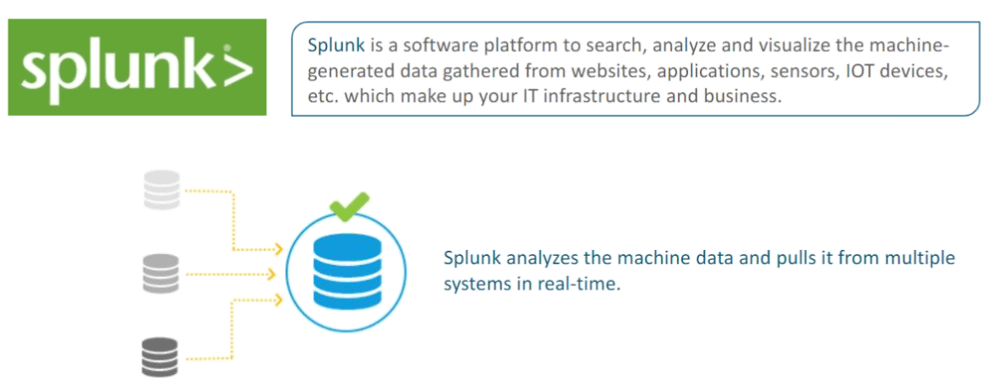 splunk>
Splunk is a software platform to search, analyze and visualize the machine-
generated data gathered from websites, applications, sensors, IOT devices,
etc. which make up your IT infrastructure and business.
Splunk analyzes the machine data and pulls it from multiple
systems in real-time.